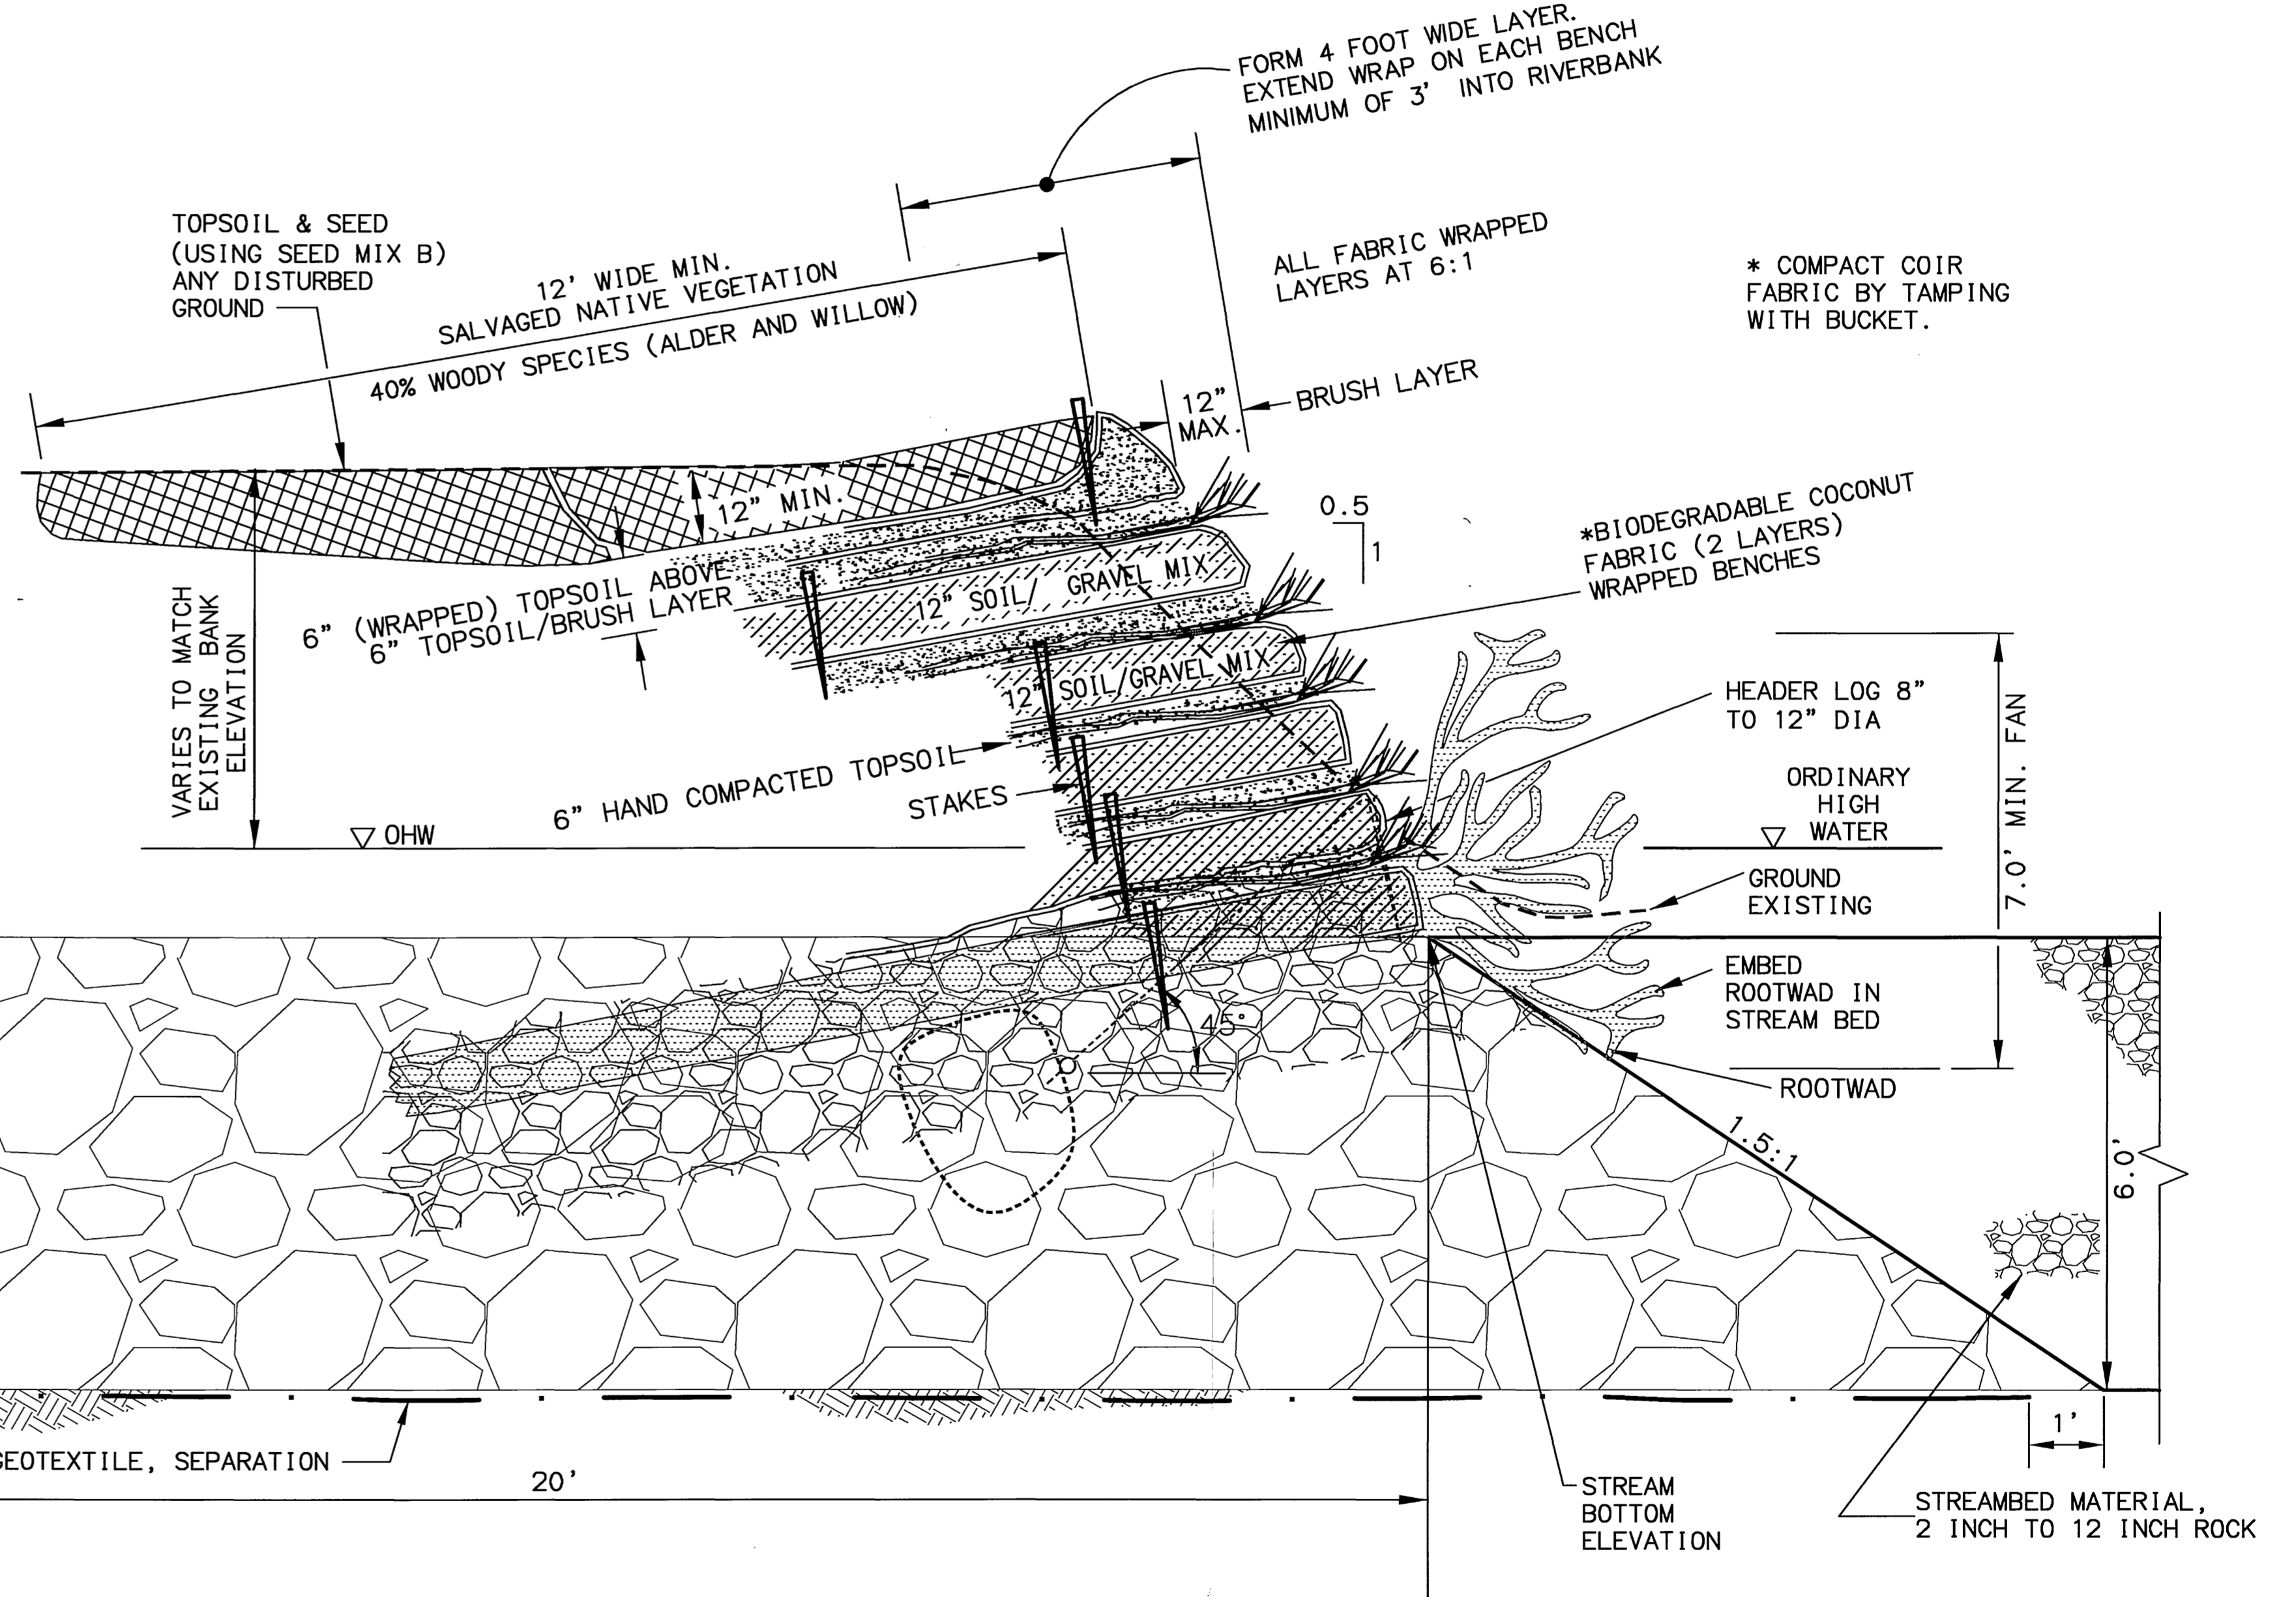 FORM 4 FOOT WIDE LAYER.
EXTEND WRAP ON EACH BENCH
MINIMUM OF 3' INTO RIVERBANK
TOPSOIL & SEED
(USING SEED MIX B)
ANY DISTURBED
GROUND
12' WIDE MIN.
SALVAGED NATIVE VEGETATION
40% WOODY SPECIES (ALDER AND WILLOW)
ALL FABRIC WRAPPED
LAYERS AT 6:1
* COMPACT COIR
FABRIC BY TAMPING
WITH BUCKET.
12"
MAX.
BRUSH LAYER
12" MIN.
0.5
1
*BIODEGRADABLE COCONUT
FABRIC (2 LAYERS)
WRAPPED BENCHES
6" (WRAPPED) TOPSOIL ABOVE
6" TOPSOIL/BRUSH LAYER
12" SOIL/ GRAVEL MIX
12" SOIL/GRAVEL MIX
VARIES TO MATCH
EXISTING BANK
ELEVATION
HEADER LOG 8"
TO 12" DIA
7.0' MIN. FAN
6" HAND COMPACTED TOPSOIL
STAKES
ORDINARY
HIGH
WATER
OHW
GROUND
EXISTING
EMBED
ROOTWAD IN
STREAM BED
45°
ROOTWAD
1.5:1
6.0'
GEOTEXTILE, SEPARATION
20'
1'
STREAM
BOTTOM
ELEVATION
STREAMBED MATERIAL,
2 INCH TO 12 INCH ROCK